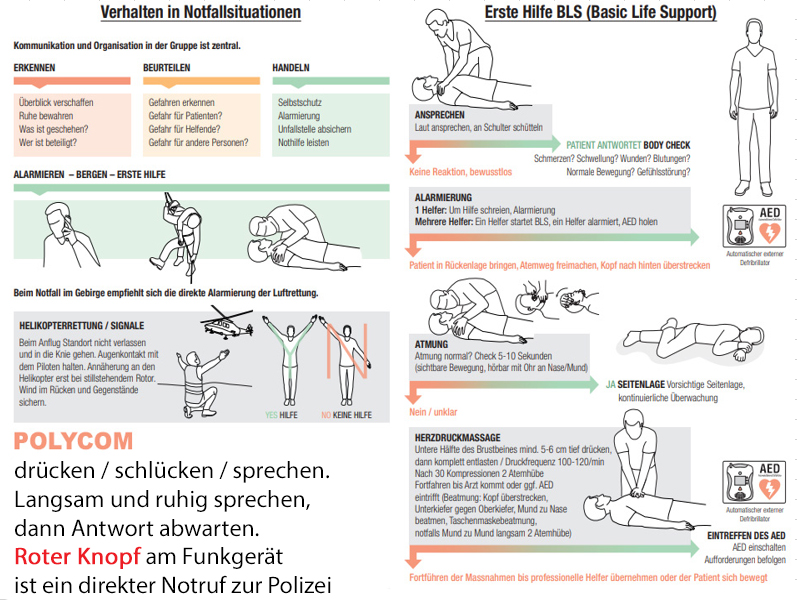 Verhalten in Notfallsituationen
Kommunikation und Organisation in der Gruppe ist zentral.
ERKENNEN
Überblick verschaffen
Ruhe bewahren
Was ist geschehen?
Wer ist beteiligt?
BEURTEILEN
Gefahren erkennen
Gefahr für Patienten?
Gefahr für Helfende?
Gefahr für andere Personen?
HANDELN
Selbstschutz
Alarmierung
Unfallstelle absichern
Nothilfe leisten
ALARMIEREN – BERGEN – ERSTE HILFE
Beim Notfall im Gebirge empfiehlt sich die direkte Alarmierung der Luftrettung.
HELIKOPTERRETTUNG / SIGNALE
Beim Anflug Standort nicht verlassen
und in die Knie gehen. Augenkontakt mit
dem Piloten halten. Annäherung an den
Helikopter erst bei stillstehendem Rotor.
Wind im Rücken und Gegenstände
sichern.
Y
YES HILFE
N
NO KEINE HILFE
POLYCOM
drücken / schlücken / sprechen.
Langsam und ruhig sprechen,
dann Antwort abwarten.
Roter Knopf am Funkgerät
ist ein direkter Notruf zur Polizei
Erste Hilfe BLS (Basic Life Support)
ANSPRECHEN
Laut ansprechen, an Schulter schütteln
PATIENT ANTWORTET BODY CHECK
Schmerzen? Schwellung? Wunden? Blutungen?
Normale Bewegung? Gefühlsstörung?
Keine Reaktion, bewusstlos
ALARMIERUNG
1 Helfer: Um Hilfe schreien, Alarmierung
Mehrere Helfer: Ein Helfer startet BLS, ein Helfer alarmiert, AED holen
AED
Automatischer externer
Defribrillator
Patient in Rückenlage bringen, Atemweg freimachen, Kopf nach hinten überstrecken
ATMUNG
Atmung normal? Check 5-10 Sekunden
(sichtbare Bewegung, hörbar mit Ohr an Nase/Mund)
JA SEITENLAGE Vorsichtige Seitenlage,
kontinuierliche Überwachung
Nein / unklar
HERZDRUCKMASSAGE
Untere Hälfte des Brustbeines mind. 5-6 cm tief drücken,
dann komplett entlasten / Druckfrequenz 100-120/min
Nach 30 Kompressionen 2 Atemhübe
Fortfahren bis Arzt kommt oder ggf. AED
eintrifft (Beatmung: Kopf überstrecken,
Unterkiefer gegen Oberkiefer, Mund zu Nase
beatmen, Taschenmaskebeatmung,
notfalls Mund zu Mund langsam 2 Atemhübe)
AED
Automatischer externer
Defribrillator
EINTREFFEN DES AED
AED einschalten
Aufforderungen befolgen
Fortführen der Massnahmen bis professionelle Helfer übernehmen oder der Patient sich bewegt